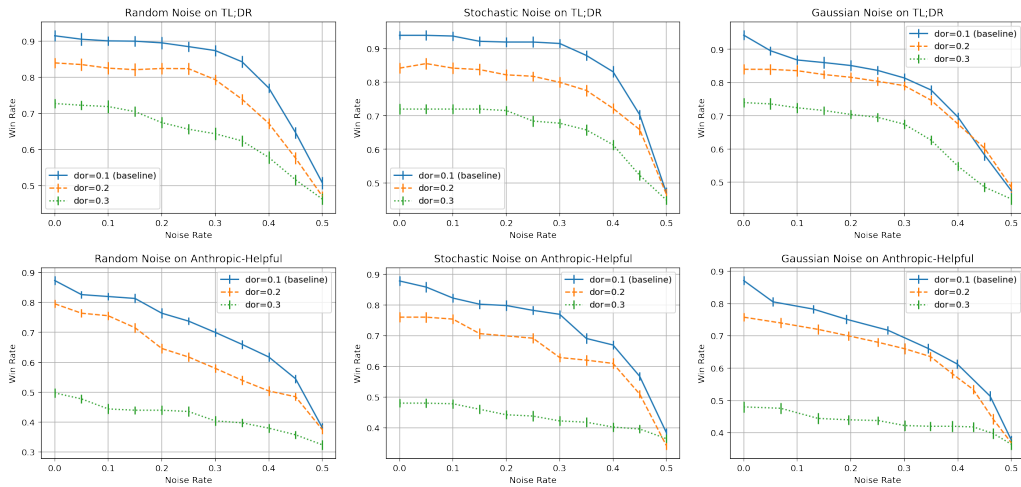 Random Noise on TL;DR
Win Rate
0.9
0.8
0.7
0.6
0.5
dor=0.1 (baseline)
dor=0.2
dor=0.3
0.0 0.1 0.2 0.3 0.4 0.5
Noise Rate
Stochastic Noise on TL;DR
Win Rate
0.9
0.8
0.7
0.6
0.5
dor=0.1 (baseline)
dor=0.2
dor=0.3
0.0 0.1 0.2 0.3 0.4 0.5
Noise Rate
Gaussian Noise on TL;DR
Win Rate
0.9
0.8
0.7
0.6
0.5
dor=0.1 (baseline)
dor=0.2
dor=0.3
0.0 0.1 0.2 0.3 0.4 0.5
Noise Rate
Random Noise on Anthropic-Helpful
Win Rate
0.9
0.8
0.7
0.6
0.5
0.4
0.3
dor=0.1 (baseline)
dor=0.2
dor=0.3
0.0 0.1 0.2 0.3 0.4 0.5
Noise Rate
Stochastic Noise on Anthropic-Helpful
Win Rate
0.9
0.8
0.7
0.6
0.5
0.4
dor=0.1 (baseline)
dor=0.2
dor=0.3
0.0 0.1 0.2 0.3 0.4 0.5
Noise Rate
Gaussian Noise on Anthropic-Helpful
Win Rate
0.9
0.8
0.7
0.6
0.5
0.4
dor=0.1 (baseline)
dor=0.2
dor=0.3
0.0 0.1 0.2 0.3 0.4 0.5
Noise Rate